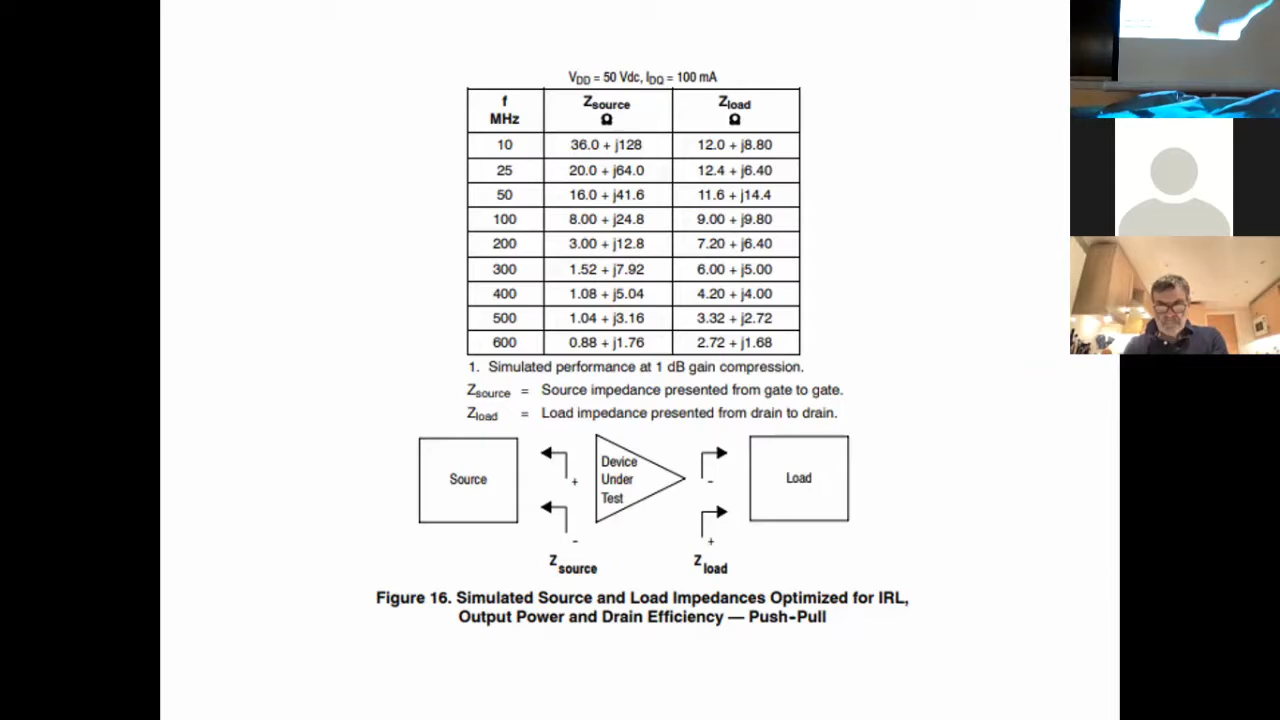 VDD = 50 Vdc, IDQ = 100 mA
f MHz Zsource Ω Zload Ω
10 36.0 + j128 12.0 + j8.80
25 20.0 + j64.0 12.4 + j6.40
50 16.0 + j41.6 11.6 + j14.4
100 8.00 + j24.8 9.00 + j9.80
200 3.00 + j12.8 7.20 + j6.40
300 1.52 + j7.92 6.00 + j5.00
400 1.08 + j5.04 4.20 + j4.00
500 1.04 + j3.16 3.32 + j2.72
600 0.88 + j1.76 2.72 + j1.68
1. Simulated performance at 1 dB gain compression.
Zsource = Source impedance presented from gate to gate.
Zload = Load impedance presented from drain to drain.
Source
+
-
Device
Under
Test
-
+
Load
Z source
Z load
Figure 16. Simulated Source and Load Impedances Optimized for IRL,
Output Power and Drain Efficiency — Push-Pull